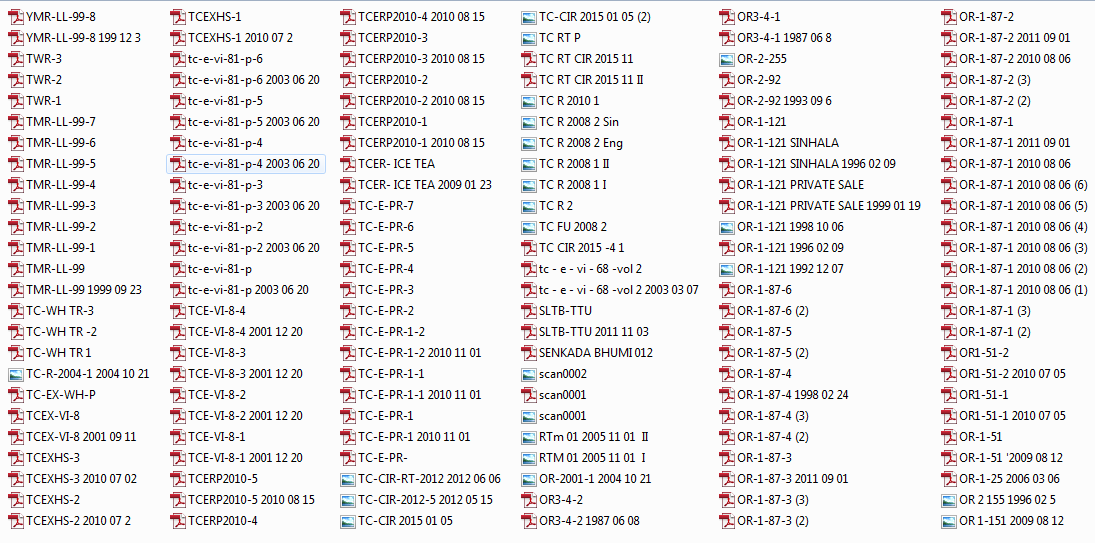 YMR-LL-99-8
YMR-LL-99-8 199 12 3
TWR-3
TWR-2
TWR-1
TMR-LL-99-7
TMR-LL-99-6
TMR-LL-99-5
TMR-LL-99-4
TMR-LL-99-3
TMR-LL-99-2
TMR-LL-99-1
TMR-LL-99
TMR-LL-99 1999 09 23
TC-WH TR-3
TC-WH TR -2
TC-WH TR 1
TC-R-2004-1 2004 10 21
TC-EX-WH-P
TCEX-VI-8
TCEX-VI-8 2001 09 11
TCEXHS-3
TCEXHS-3 2010 07 02
TCEXHS-2
TCEXHS-2 2010 07 2
TCEXHS-1
TCEXHS-1 2010 07 2
tc-e-vi-81-p-6
tc-e-vi-81-p-6 2003 06 20
tc-e-vi-81-p-5
tc-e-vi-81-p-5 2003 06 20
tc-e-vi-81-p-4
tc-e-vi-81-p-4 2003 06 20
tc-e-vi-81-p-3
tc-e-vi-81-p-3 2003 06 20
tc-e-vi-81-p-2
tc-e-vi-81-p-2 2003 06 20
tc-e-vi-81-p
tc-e-vi-81-p 2003 06 20
TCE-VI-8-4
TCE-VI-8-4 2001 12 20
TCE-VI-8-3
TCE-VI-8-3 2001 12 20
TCE-VI-8-2
TCE-VI-8-2 2001 12 20
TCE-VI-8-1
TCE-VI-8-1 2001 12 20
TCERP2010-5
TCERP2010-5 2010 08 15
TCERP2010-4
TCERP2010-4 2010 08 15
TCERP2010-3
TCERP2010-3 2010 08 15
TCERP2010-2
TCERP2010-2 2010 08 15
TCERP2010-1
TCERP2010-1 2010 08 15
TCER- ICE TEA
TCER- ICE TEA 2009 01 23
TC-E-PR-7
TC-E-PR-6
TC-E-PR-5
TC-E-PR-4
TC-E-PR-3
TC-E-PR-2
TC-E-PR-1-2
TC-E-PR-1-2 2010 11 01
TC-E-PR-1-1
TC-E-PR-1-1 2010 11 01
TC-E-PR-1
TC-E-PR-1 2010 11 01
TC-E-PR-
TC-CIR-RT-2012 2012 06 06
TC-CIR-2012-5 2012 05 15
TC-CIR 2015 01 05
TC-CIR 2015 01 05 (2)
TC RT P
TC RT CIR 2015 11
TC RT CIR 2015 11 II
TC R 2010 1
TC R 2008 2 Sin
TC R 2008 2 Eng
TC R 2008 1 II
TC R 2008 1 I
TC R 2
TC FU 2008 2
TC CIR 2015 -4 1
tc - e - vi - 68 -vol 2
tc - e - vi - 68 -vol 2 2003 03 07
SLTB-TTU
SLTB-TTU 2011 11 03
SENKADA BHUMI 012
scan0002
scan0001
scan0001
RTm 01 2005 11 01 II
RTM 01 2005 11 01 I
OR-2001-1 2004 10 21
OR3-4-2
OR3-4-2 1987 06 08
OR3-4-1
OR3-4-1 1987 06 8
OR-2-255
OR-2-92
OR-2-92 1993 09 6
OR-1-121
OR-1-121 SINHALA
OR-1-121 SINHALA 1996 02 09
OR-1-121 PRIVATE SALE
OR-1-121 PRIVATE SALE 1999 01 19
OR-1-121 1998 10 06
OR-1-121 1996 02 09
OR-1-121 1992 12 07
OR-1-87-6
OR-1-87-6 (2)
OR-1-87-5
OR-1-87-5 (2)
OR-1-87-4
OR-1-87-4 1998 02 24
OR-1-87-4 (3)
OR-1-87-4 (2)
OR-1-87-3
OR-1-87-3 2011 09 01
OR-1-87-3 (3)
OR-1-87-3 (2)
OR-1-87-2
OR-1-87-2 2011 09 01
OR-1-87-2 2010 08 06
OR-1-87-2 (3)
OR-1-87-2 (2)
OR-1-87-1
OR-1-87-1 2011 09 01
OR-1-87-1 2010 08 06
OR-1-87-1 2010 08 06 (6)
OR-1-87-1 2010 08 06 (5)
OR-1-87-1 2010 08 06 (4)
OR-1-87-1 2010 08 06 (3)
OR-1-87-1 2010 08 06 (2)
OR-1-87-1 2010 08 06 (1)
OR-1-87-1 (3)
OR-1-87-1 (2)
OR1-51-2
OR1-51-2 2010 07 05
OR1-51-1
OR1-51-1 2010 07 05
OR-1-51
OR-1-51 '2009 08 12
OR-1-25 2006 03 06
OR 2 155 1996 02 5
OR 1-151 2009 08 12